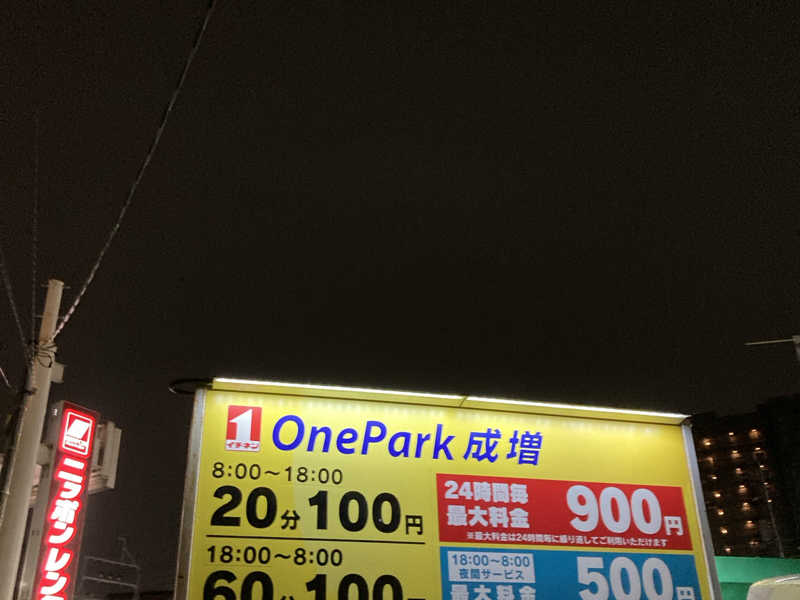 1
イチネン
OnePark 成増
8:00〜18:00
20分 100円
18:00〜8:00
60分 100円
24時間毎
最大料金
900円
※最大料金は24時間毎に繰り返してご利用いただけます
18:00〜8:00
夜間サービス
最大料金
500円
ニッポンレン